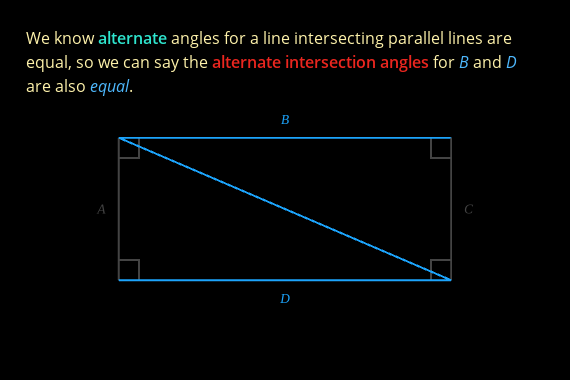 We know alternate angles for a line intersecting parallel lines are
equal, so we can say the alternate intersection angles for B and D
are also equal.
B
A
C
D